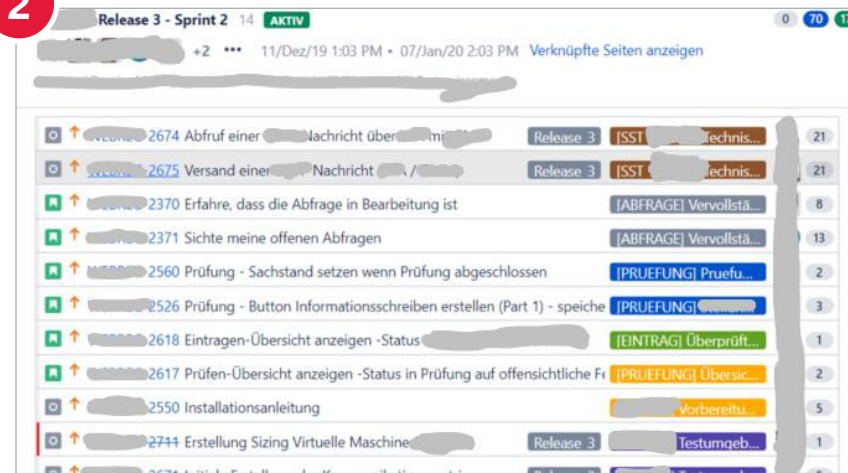 2
Release 3 - Sprint 2 14 AKTIV 0 70
+2 ••• 11/Dez/19 1:03 PM • 07/Jan/20 2:03 PM Verknüpfte Seiten anzeigen
2674 Abfruf einer Nachricht über Release 3 [SST Technis... 21
2675 Versand einer Nachricht / Release 3 [SST Technis... 21
2370 Erfahre, dass die Abfrage in Bearbeitung ist [ABFRAGE] Vervollstä... 8
2371 Sichte meine offenen Abfragen [ABFRAGE] Vervollstä... 13
2560 Prüfung - Sachstand setzen wenn Prüfung abgeschlossen [PRUEFUNG] Pruefu... 2
2526 Prüfung - Button Informationsschreiben erstellen (Part 1) - speiche [PRUEFUNG] 3
2618 Eintragen-Übersicht anzeigen -Status [EINTRAG] Überprüft... 1
2617 Prüfen-Übersicht anzeigen -Status in Prüfung auf offensichtliche Fe [PRUEFUNG] Übersic... 2
2550 Installationsanleitung Vorbereitu... 5
2711 Erstellung Sizing Virtuelle Maschine Release 3 Testumgeb... 1